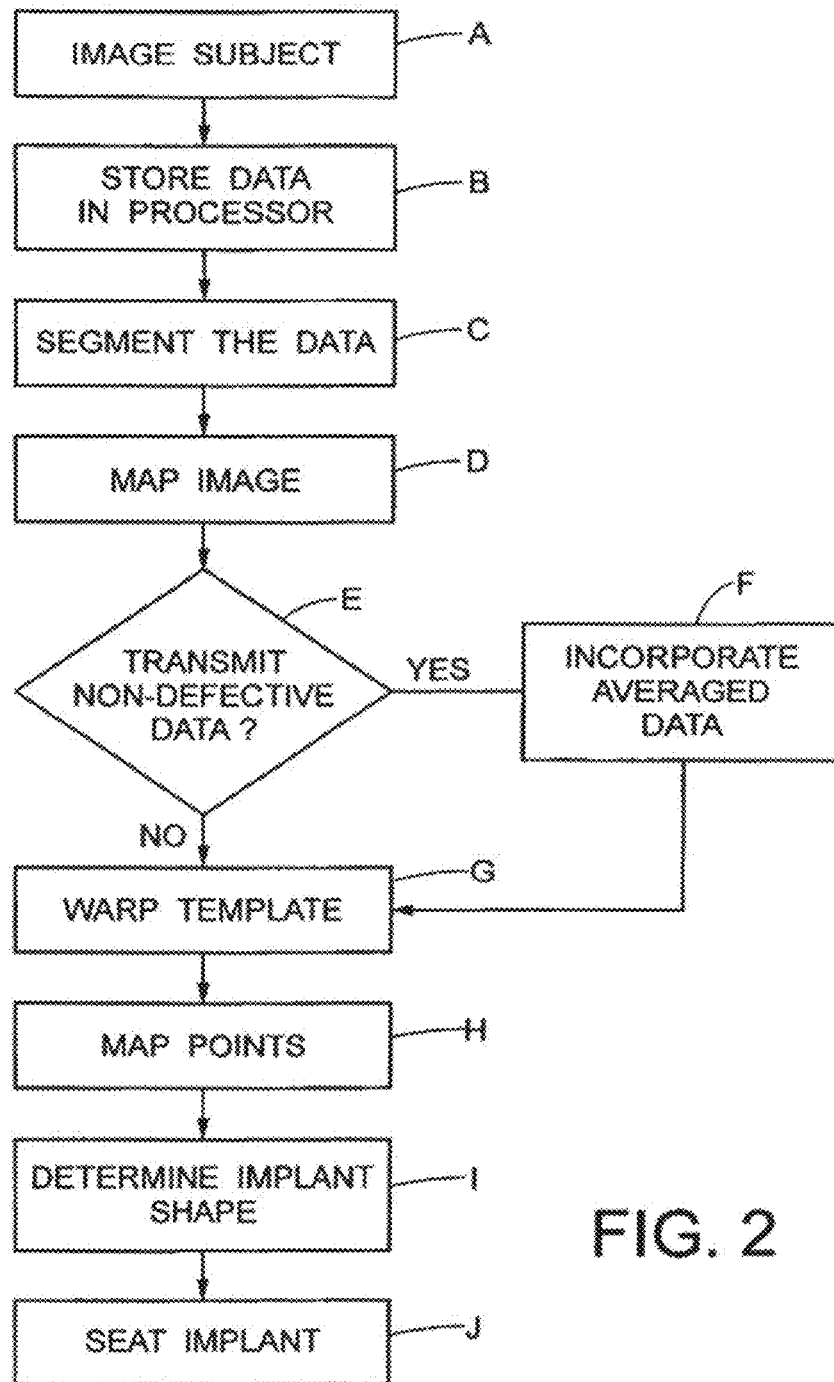 IMAGE SUBJECT
A
STORE DATA
IN PROCESSOR
B
SEGMENT THE DATA
C
MAP IMAGE
D
TRANSMIT
NON-DEFECTIVE
DATA ?
E
YES
INCORPORATE
AVERAGED
DATA
F
NO
WARP TEMPLATE
G
MAP POINTS
H
DETERMINE IMPLANT
SHAPE
I
SEAT IMPLANT
J
FIG. 2